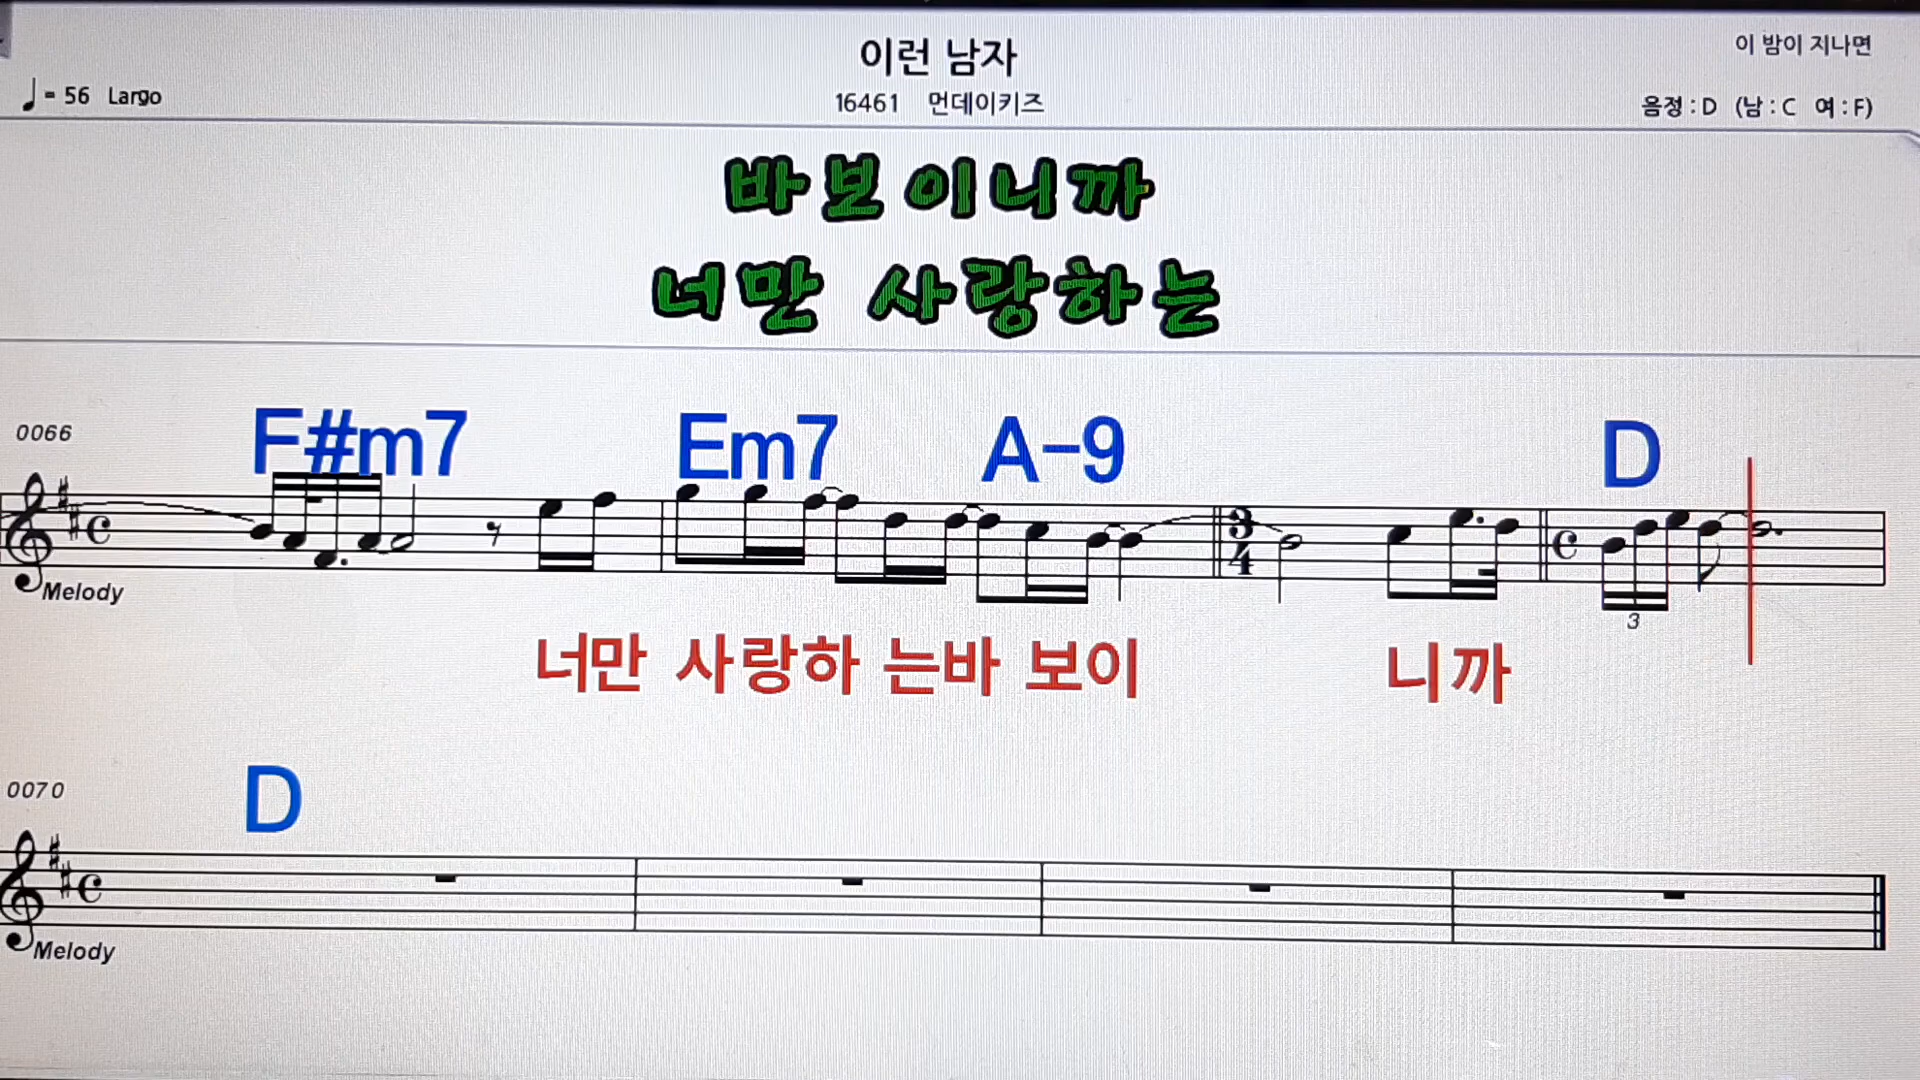 이런 남자
이 밤이 지나면
♩= 56 Largo
16461 먼데이키즈
음정 : D (남 : C 여 : F)
바보이니까
너만 사랑하는
0066
F#m7 Em7 A-9 D
3
4
Melody
3
너만 사랑하 는바 보이 니까
0070
D
Melody